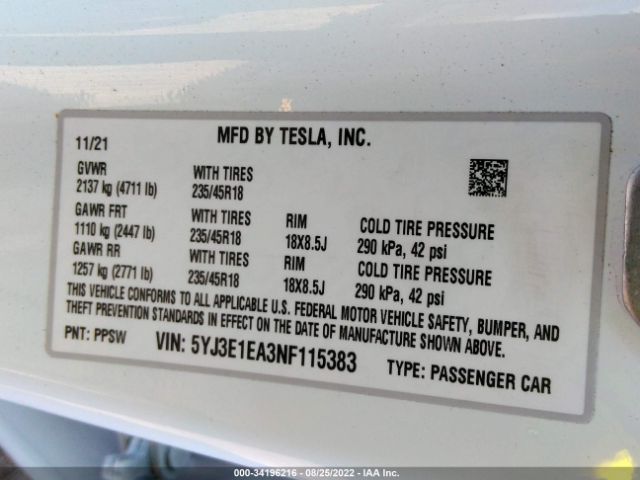 11/21
MFD BY TESLA, INC.
GVWR
2137 kg (4711 lb)
WITH TIRES
235/45R18
GAWR FRT
1110 kg (2447 lb)
WITH TIRES
235/45R18
RIM
18X8.5J
COLD TIRE PRESSURE
290 kPa, 42 psi
GAWR RR
1257 kg (2771 lb)
WITH TIRES
235/45R18
RIM
18X8.5J
COLD TIRE PRESSURE
290 kPa, 42 psi
THIS VEHICLE CONFORMS TO ALL APPLICABLE U.S. FEDERAL MOTOR VEHICLE SAFETY, BUMPER, AND
THEFT PREVENTION STANDARDS IN EFFECT ON THE DATE OF MANUFACTURE SHOWN ABOVE.
PNT: PPSW
VIN: 5YJ3E1EA3NF115383
TYPE: PASSENGER CAR
000-34196216 - 08/25/2022 - IAA Inc.